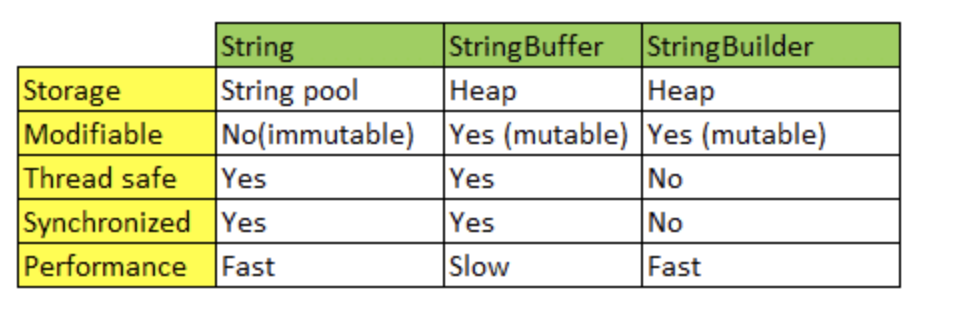 String StringBuffer StringBuilder
Storage String pool Heap Heap
Modifiable No(immutable) Yes (mutable) Yes (mutable)
Thread safe Yes Yes No
Synchronized Yes Yes No
Performance Fast Slow Fast